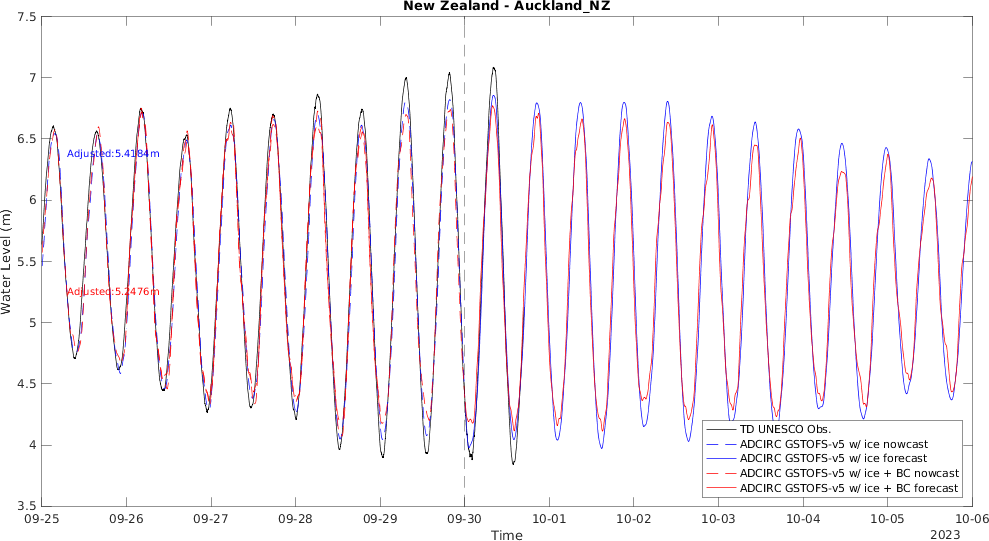 New Zealand - Auckland_NZ
7.5
7
6.5
6
5.5
5
4.5
4
3.5
Water Level (m)
Adjusted:5.4184m
Adjusted:5.2476m
TD UNESCO Obs.
ADCIRC GSTOFS-v5 w/ ice nowcast
ADCIRC GSTOFS-v5 w/ ice forecast
ADCIRC GSTOFS-v5 w/ ice + BC nowcast
ADCIRC GSTOFS-v5 w/ ice + BC forecast
09-25 09-26 09-27 09-28 09-29 09-30 10-01 10-02 10-03 10-04 10-05 10-06
Time
2023